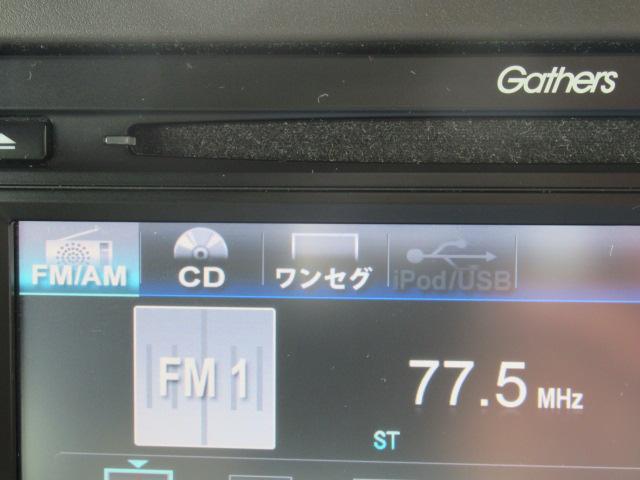 Gathers
FM/AM CD ワンセグ iPod/USB
FM 1
77.5 MHz
ST